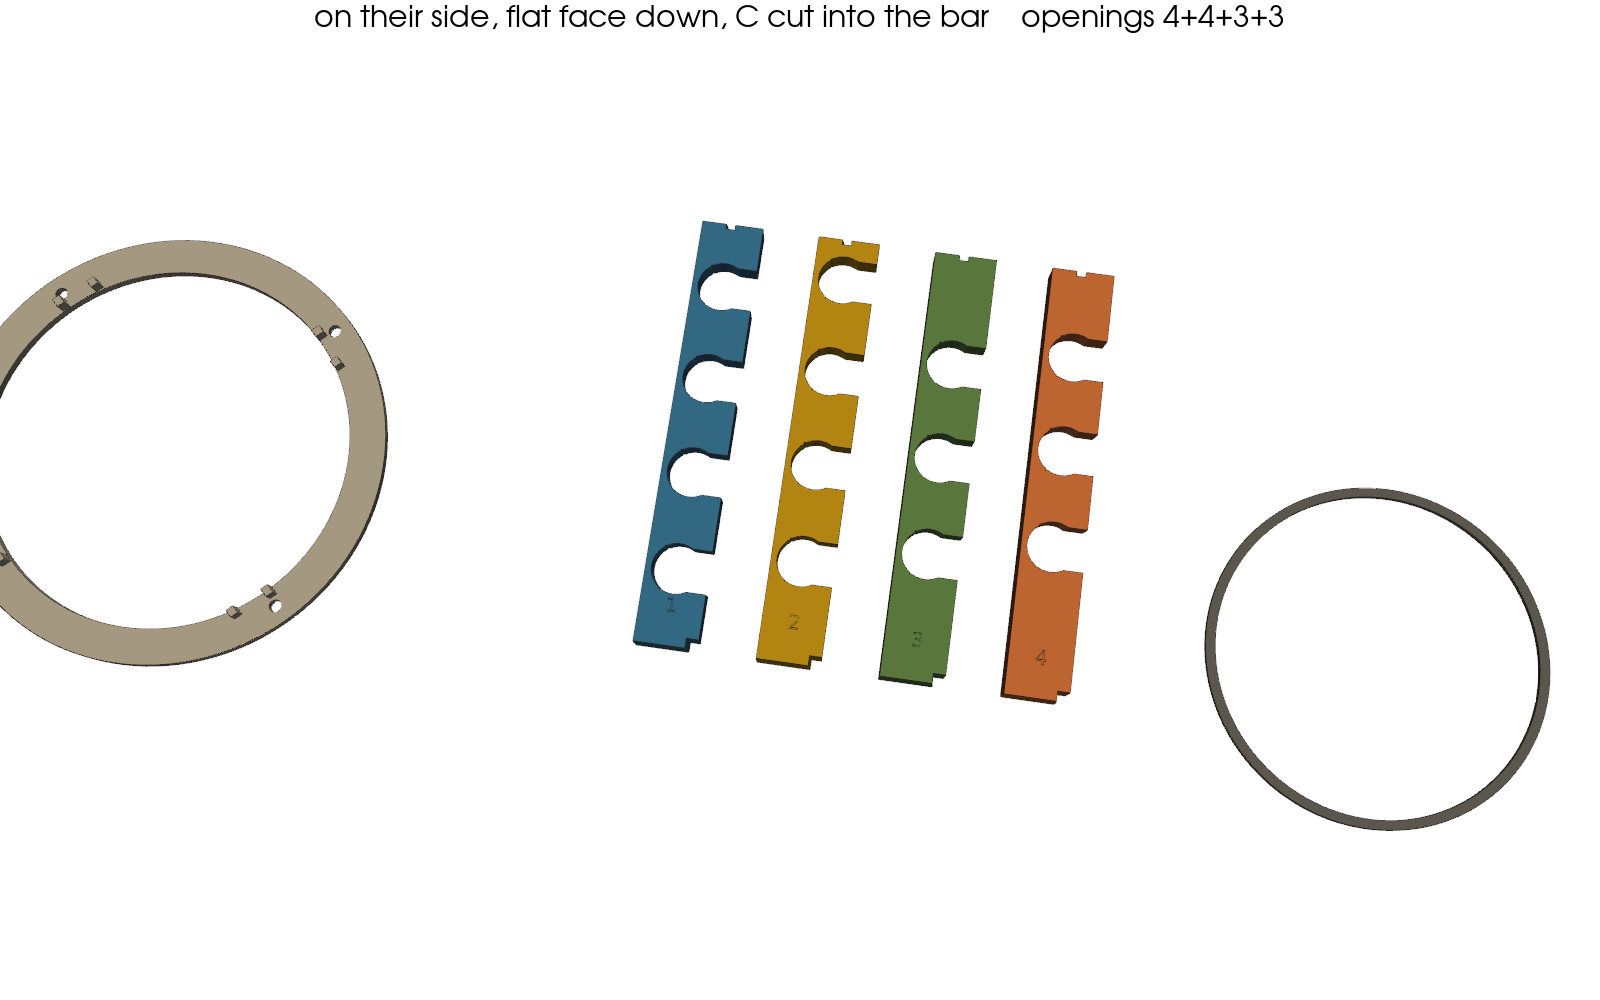 on their side, flat face down, C cut into the bar    openings 4+4+3+3
1
2
3
4